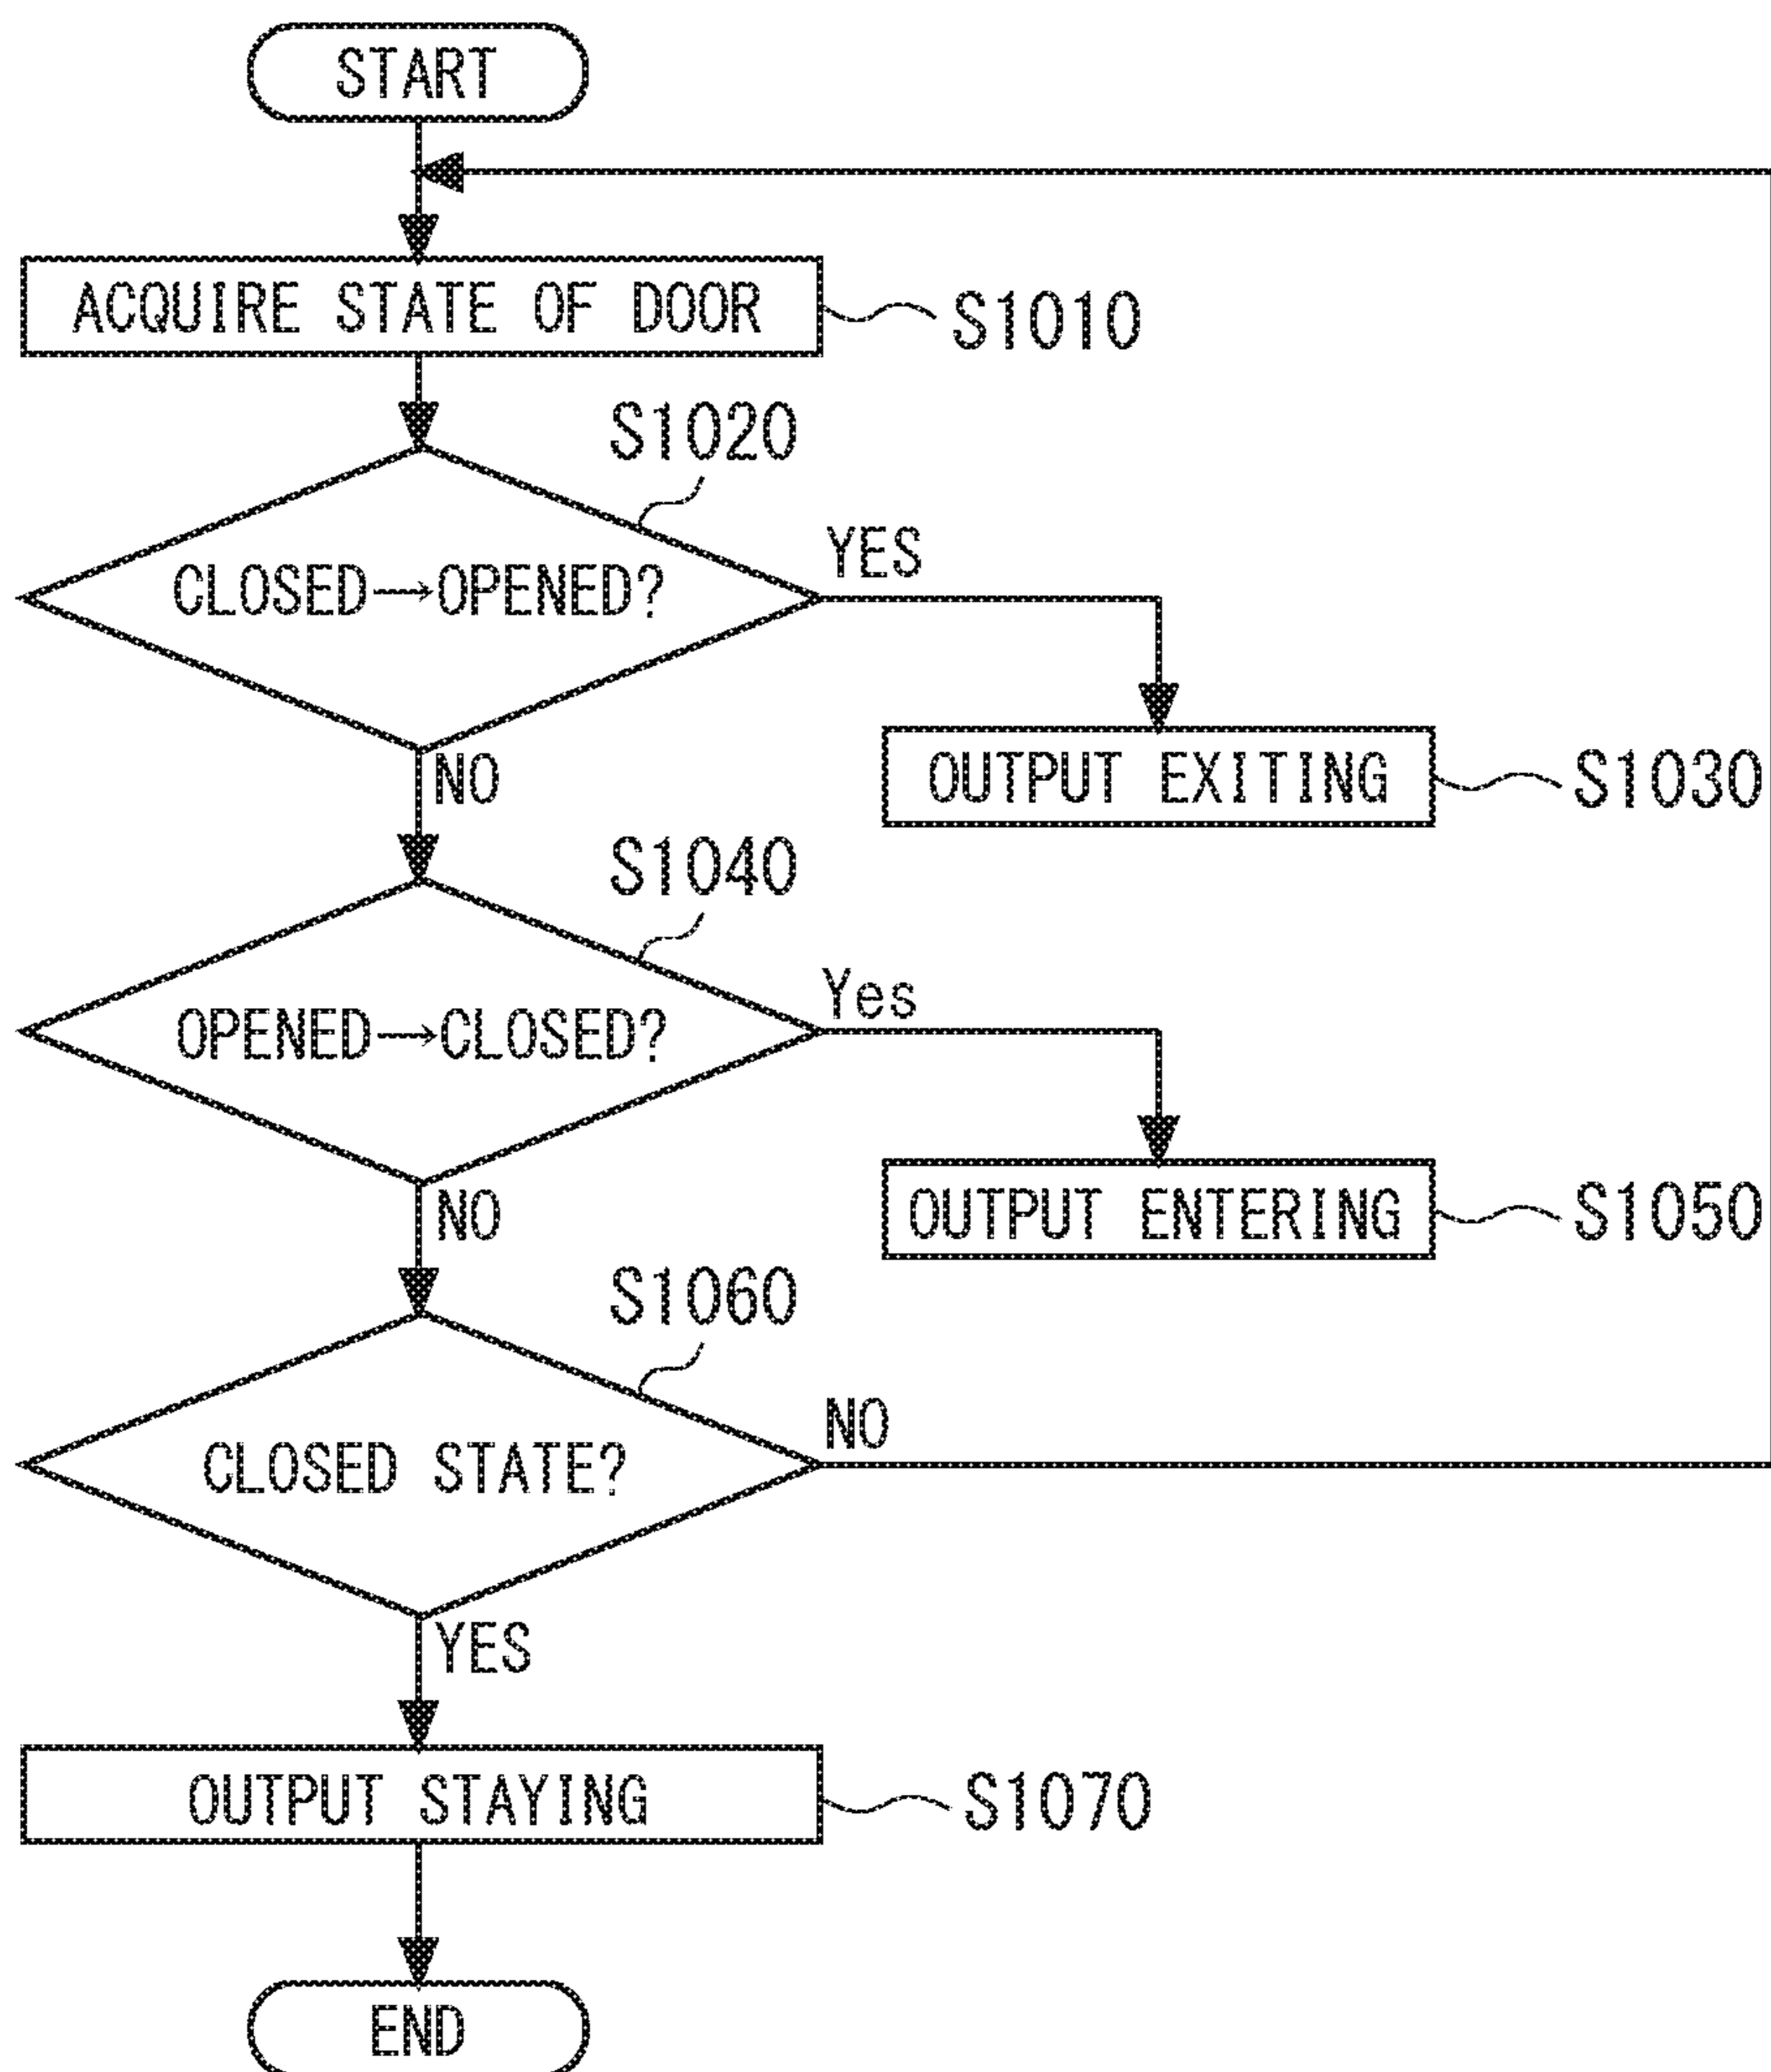 START
ACQUIRE STATE OF DOOR
S1010
S1020
CLOSED→OPENED?
YES
NO
OUTPUT EXITING
S1030
S1040
OPENED→CLOSED?
Yes
NO
OUTPUT ENTERING
S1050
S1060
CLOSED STATE?
NO
YES
OUTPUT STAYING
S1070
END